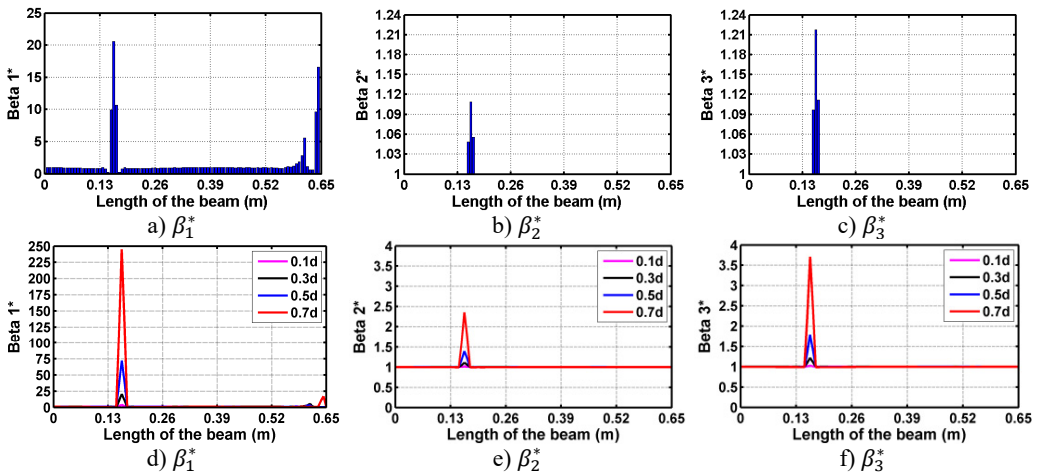 25
20
15
10
5
0
Beta 1*
0 0.13 0.26 0.39 0.52 0.65
Length of the beam (m)
a) β₁*
1.24
1.21
1.18
1.15
1.12
1.09
1.06
1.03
1
Beta 2*
0 0.13 0.26 0.39 0.52 0.65
Length of the beam (m)
b) β₂*
1.24
1.21
1.18
1.15
1.12
1.09
1.06
1.03
1
Beta 3*
0 0.13 0.26 0.39 0.52 0.65
Length of the beam (m)
c) β₃*
250
225
200
175
150
125
100
75
50
25
0
Beta 1*
0.1d
0.3d
0.5d
0.7d
0 0.13 0.26 0.39 0.52 0.65
Length of the beam (m)
d) β₁*
4
3.5
3
2.5
2
1.5
1
0.5
0
Beta 2*
0.1d
0.3d
0.5d
0.7d
0 0.13 0.26 0.39 0.52 0.65
Length of the beam (m)
e) β₂*
4
3.5
3
2.5
2
1.5
1
0.5
0
Beta 3*
0.1d
0.3d
0.5d
0.7d
0 0.13 0.26 0.39 0.52 0.65
Length of the beam (m)
f) β₃*